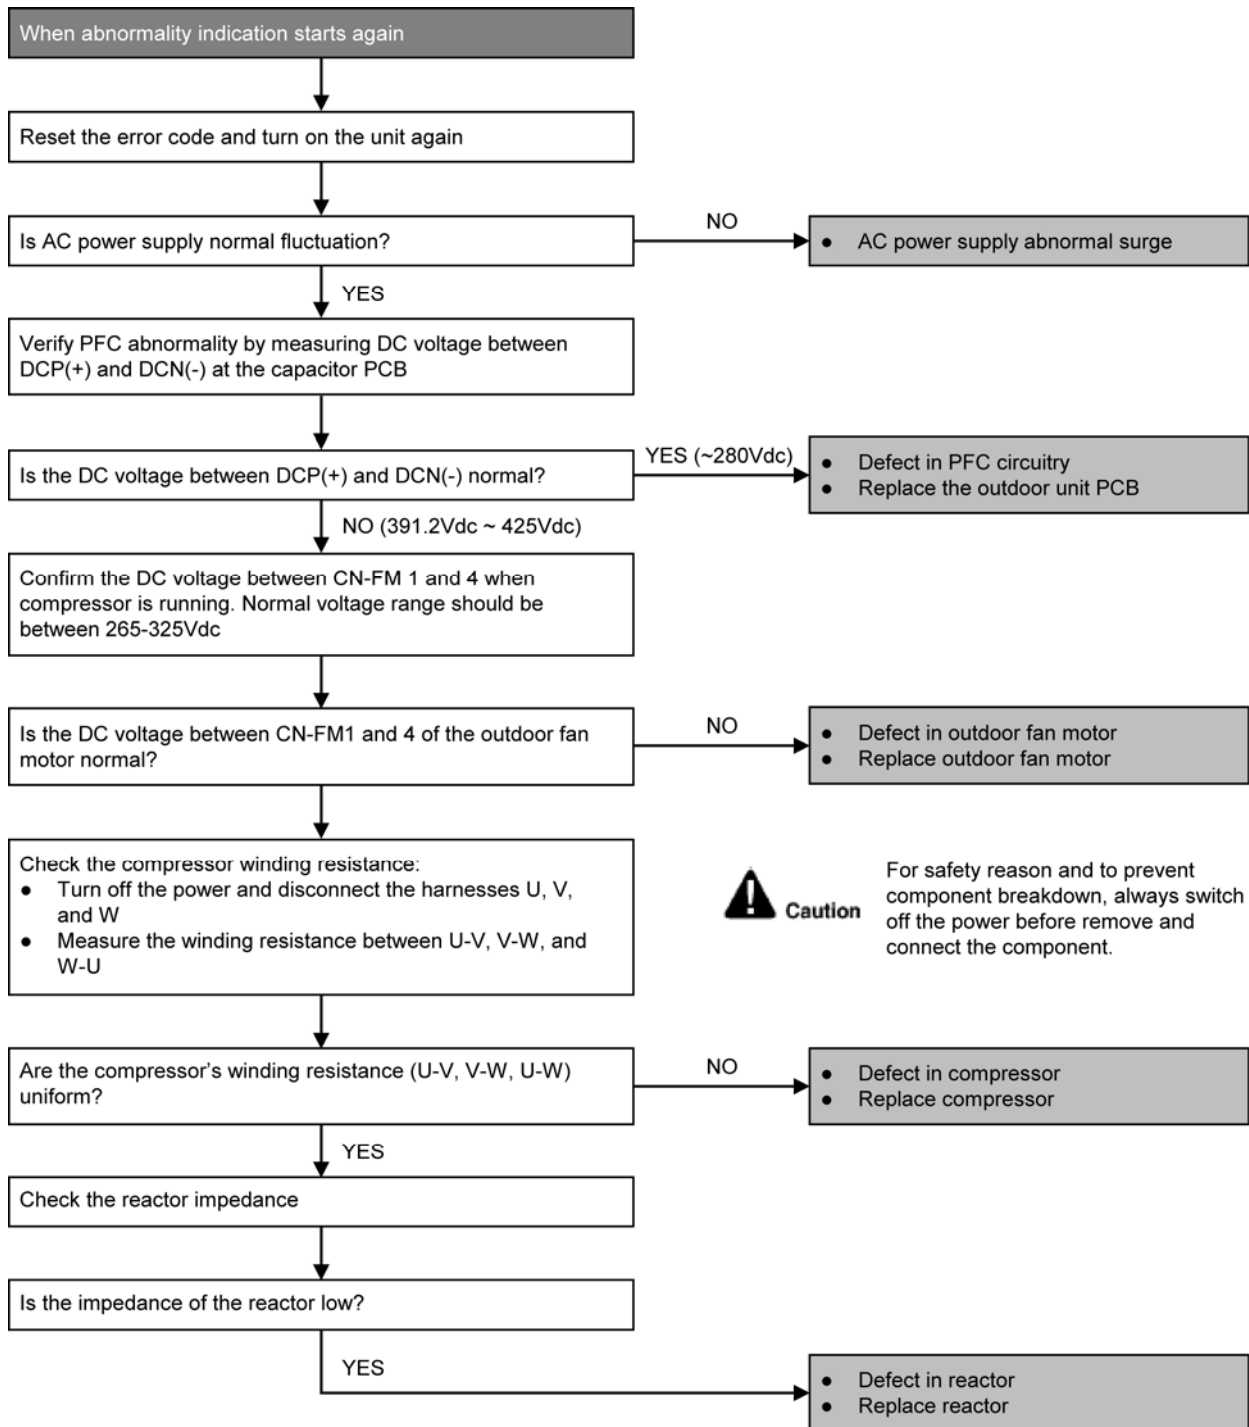 When abnormality indication starts again
Reset the error code and turn on the unit again
Is AC power supply normal fluctuation?
NO
● AC power supply abnormal surge
YES
Verify PFC abnormality by measuring DC voltage between
DCP(+) and DCN(-) at the capacitor PCB
Is the DC voltage between DCP(+) and DCN(-) normal?
YES (~280Vdc)
● Defect in PFC circuitry
● Replace the outdoor unit PCB
NO (391.2Vdc ~ 425Vdc)
Confirm the DC voltage between CN-FM 1 and 4 when
compressor is running. Normal voltage range should be
between 265-325Vdc
Is the DC voltage between CN-FM1 and 4 of the outdoor fan
motor normal?
NO
● Defect in outdoor fan motor
● Replace outdoor fan motor
Check the compressor winding resistance:
● Turn off the power and disconnect the harnesses U, V,
and W
● Measure the winding resistance between U-V, V-W, and
W-U
Caution
For safety reason and to prevent
component breakdown, always switch
off the power before remove and
connect the component.
Are the compressor's winding resistance (U-V, V-W, U-W)
uniform?
NO
● Defect in compressor
● Replace compressor
YES
Check the reactor impedance
Is the impedance of the reactor low?
YES
● Defect in reactor
● Replace reactor